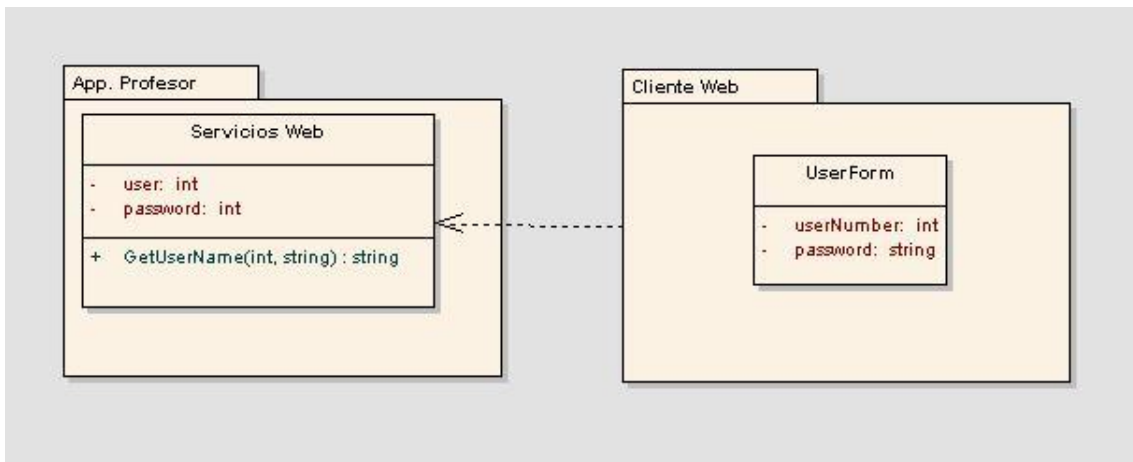 App. Profesor
Servicios Web
- user: int
- password: int
+ GetUserName(int, string) : string
Cliente Web
UserForm
- userNumber: int
- password: string